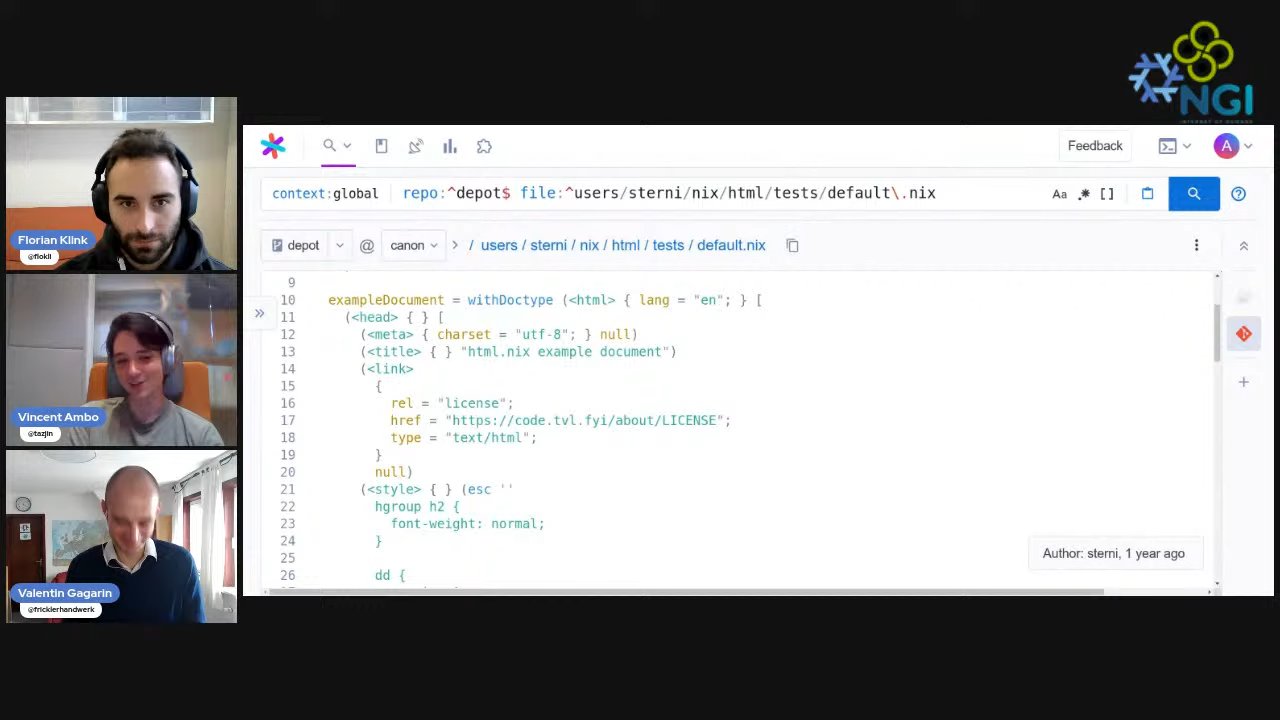 NGI
Florian Klink
@flokli
Vincent Ambo
@tazjin
Valentin Gagarin
@fricklerhandwerk
Feedback
A
context:global repo:^depot$ file:^users/sterni/nix/html/tests/default\.nix
Aa .* [ ]
depot @ canon / users / sterni / nix / html / tests / default.nix
9
10 exampleDocument = withDoctype (<html> { lang = "en"; } [
11 (<head> { } [
12 (<meta> { charset = "utf-8"; } null)
13 (<title> { } "html.nix example document")
14 (<link>
15 {
16 rel = "license";
17 href = "https://code.tvl.fyi/about/LICENSE";
18 type = "text/html";
19 }
20 null)
21 (<style> { } (esc ''
22 hgroup h2 {
23 font-weight: normal;
24 }
25
26 dd {
Author: sterni, 1 year ago